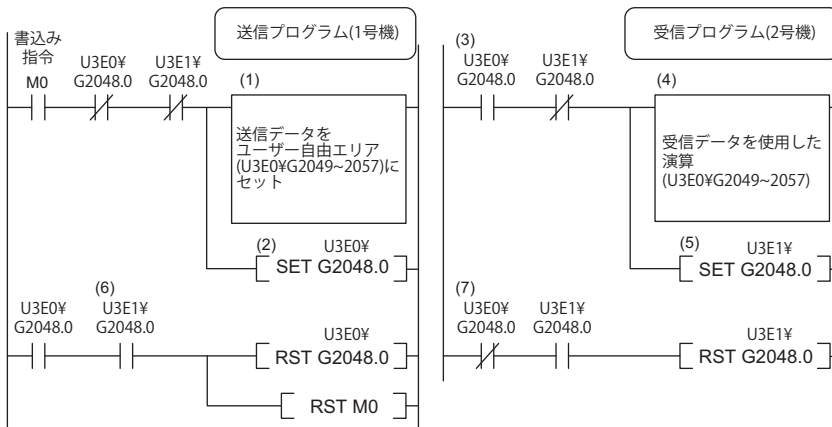 送信プログラム(1号機)
書込み
指令
M0
U3E0¥
G2048.0
U3E1¥
G2048.0
(1)
送信データを
ユーザー自由エリア
(U3E0¥G2049~2057)に
セット
(2)
U3E0¥
SET G2048.0
U3E0¥
G2048.0
(6)
U3E1¥
G2048.0
U3E0¥
RST G2048.0
RST M0
受信プログラム(2号機)
(3)
U3E0¥
G2048.0
U3E1¥
G2048.0
(4)
受信データを使用した
演算
(U3E0¥G2049~2057)
(5)
U3E1¥
SET G2048.0
(7)
U3E0¥
G2048.0
U3E1¥
G2048.0
U3E1¥
RST G2048.0